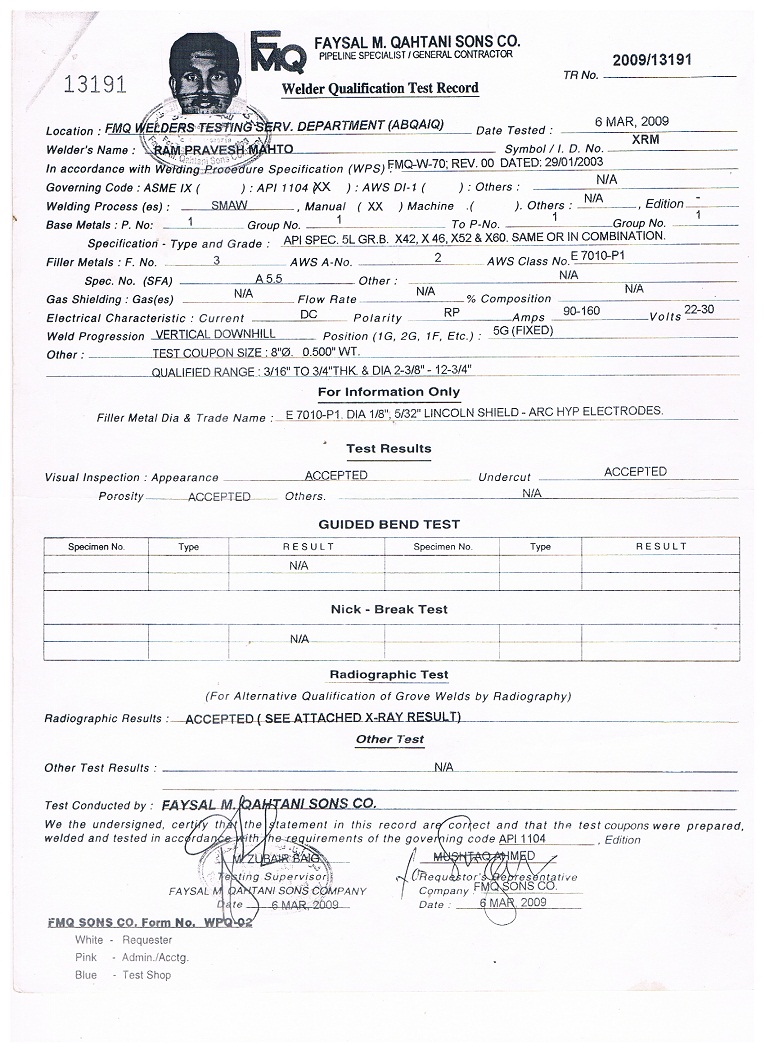 13191
FMQ
FAYSAL M. QAHTANI SONS CO.
PIPELINE SPECIALIST / GENERAL CONTRACTOR
2009/13191
TR No.
Welder Qualification Test Record
Location : FMQ WELDERS TESTING SERV. DEPARTMENT (ABQAIQ) Date Tested : 6 MAR, 2009
Welder's Name : RAM PRAVESH MAHTO Symbol / I. D. No. XRM
In accordance with Welding Procedure Specification (WPS) FMQ-W-70; REV. 00 DATED: 29/01/2003
Governing Code : ASME IX ( ) : API 1104 (XX ) : AWS DI-1 ( ) : Others : N/A
Welding Process (es) : SMAW , Manual ( XX ) Machine .( ). Others : N/A , Edition -
Base Metals : P. No: 1 Group No. 1 To P-No. 1 Group No. 1
Specification - Type and Grade : API SPEC. 5L GR.B. X42, X 46, X52 & X60. SAME OR IN COMBINATION.
Filler Metals : F. No. 3 AWS A-No. 2 AWS Class No. E 7010-P1
Spec. No. (SFA) A 5.5 Other : N/A
Gas Shielding : Gas(es) N/A Flow Rate N/A % Composition N/A
Electrical Characteristic : Current DC Polarity RP Amps 90-160 Volts 22-30
Weld Progression VERTICAL DOWNHILL Position (1G, 2G, 1F, Etc.) : 5G (FIXED)
Other : TEST COUPON SIZE : 8"Ø. 0.500" WT.
QUALIFIED RANGE : 3/16" TO 3/4"THK. & DIA 2-3/8" - 12-3/4"
For Information Only
Filler Metal Dia & Trade Name : E 7010-P1. DIA 1/8", 5/32" LINCOLN SHIELD - ARC HYP ELECTRODES.
Test Results
Visual Inspection : Appearance ACCEPTED Undercut ACCEPTED
Porosity ACCEPTED Others. N/A
GUIDED BEND TEST
Specimen No. Type RESULT Specimen No. Type RESULT
N/A
Nick - Break Test
N/A
Radiographic Test
(For Alternative Qualification of Grove Welds by Radiography)
Radiographic Results : ACCEPTED ( SEE ATTACHED X-RAY RESULT)
Other Test
Other Test Results : N/A
Test Conducted by : FAYSAL M. QAHTANI SONS CO.
We the undersigned, certify that the statement in this record are correct and that the test coupons were prepared,
welded and tested in accordance with the requirements of the governing code API 1104 , Edition
M. ZUBAIR BAIG MUSHTAQ AHMED
Testing Supervisor Requestor's Representative
FAYSAL M. QAHTANI SONS COMPANY Company : FMQ SONS CO.
Date 6 MAR, 2009 Date : 6 MAR, 2009
FMQ SONS CO. Form No. WPQ-02
White - Requester
Pink - Admin./Acctg.
Blue - Test Shop